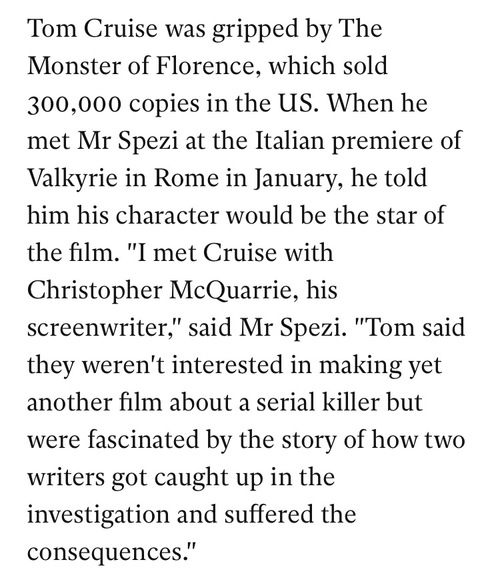 Tom Cruise was gripped by The
Monster of Florence, which sold
300,000 copies in the US. When he
met Mr Spezi at the Italian premiere of
Valkyrie in Rome in January, he told
him his character would be the star of
the film. "I met Cruise with
Christopher McQuarrie, his
screenwriter," said Mr Spezi. "Tom said
they weren't interested in making yet
another film about a serial killer but
were fascinated by the story of how two
writers got caught up in the
investigation and suffered the
consequences."